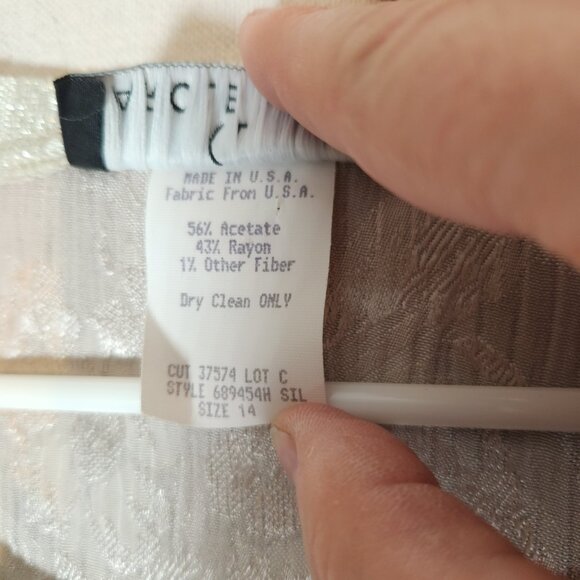 MADE IN U.S.A.
Fabric From U.S.A.
56% Acetate
43% Rayon
1% Other Fiber
Dry Clean ONLY
CUT 37574 LOT C
STYLE 689454H SIL
SIZE 14